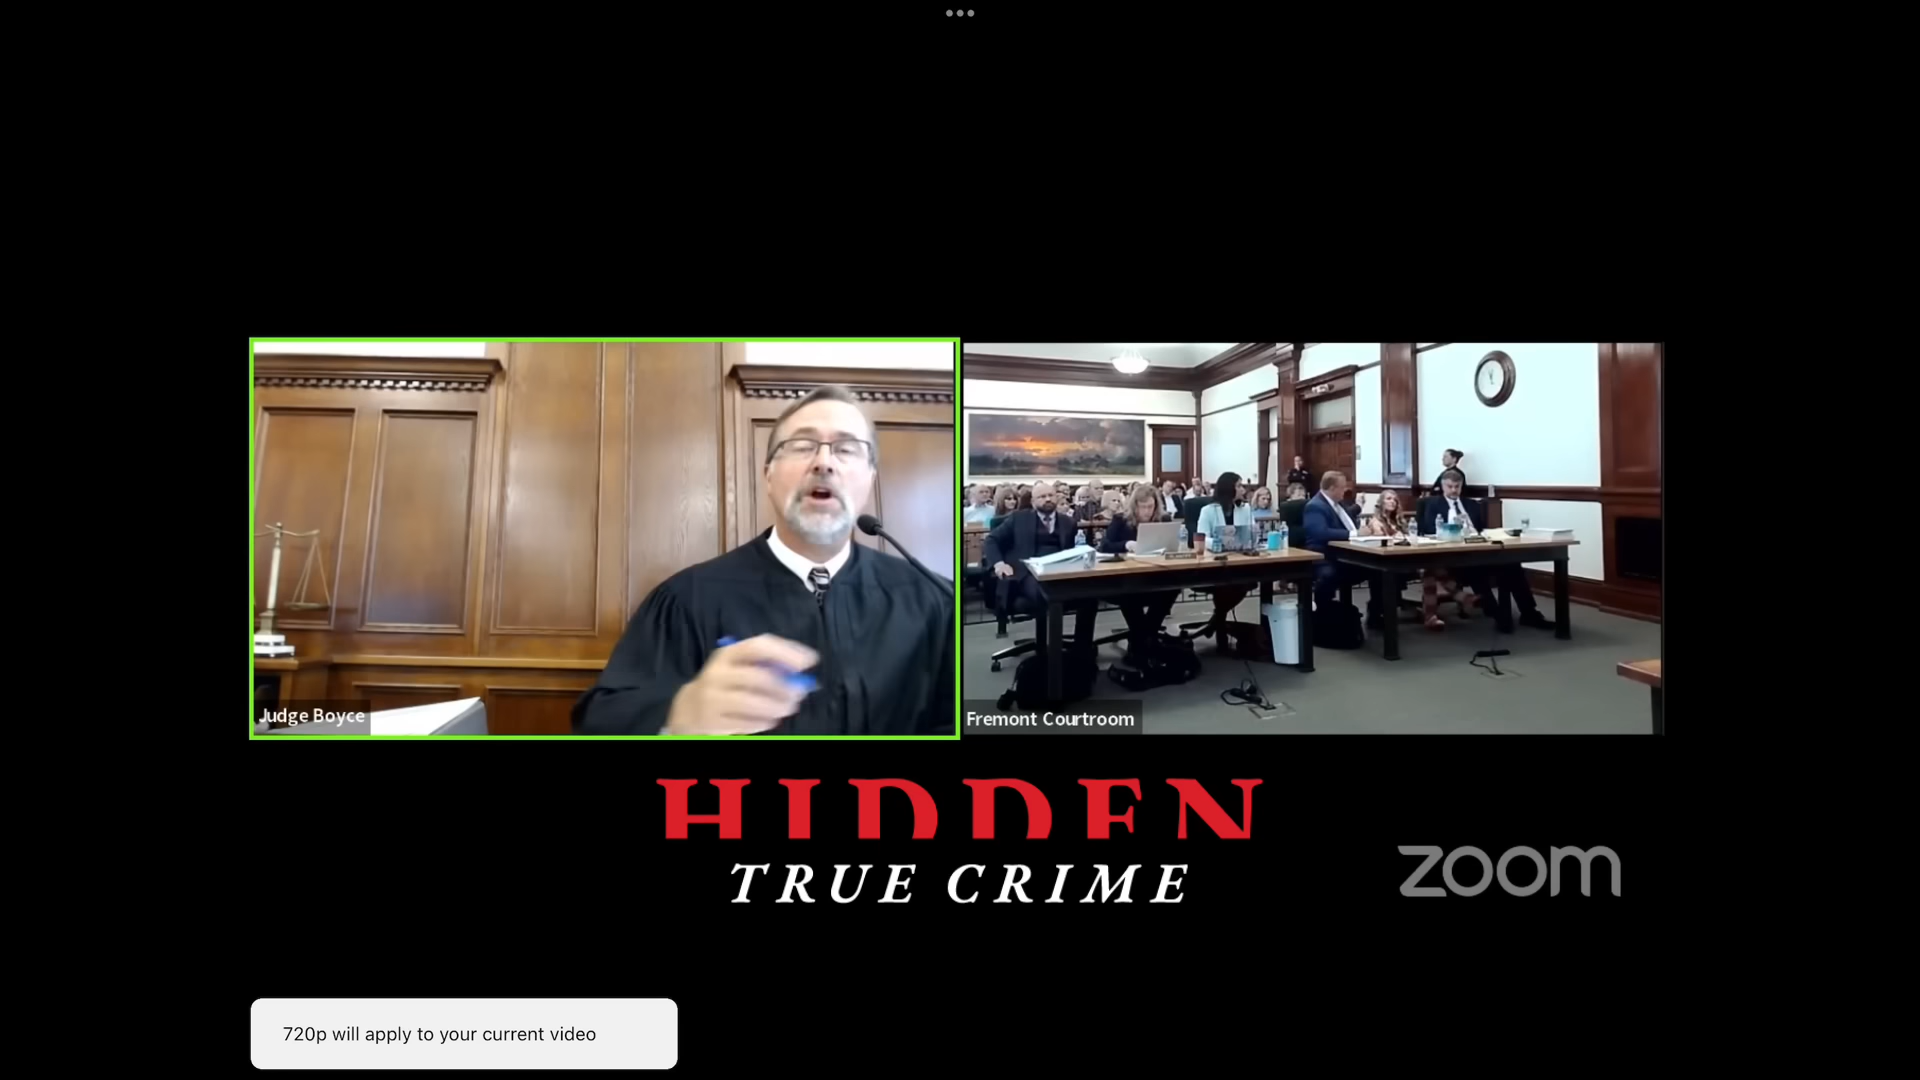 Judge Boyce
Fremont Courtroom
HIDDEN
TRUE CRIME
zoom
720p will apply to your current video